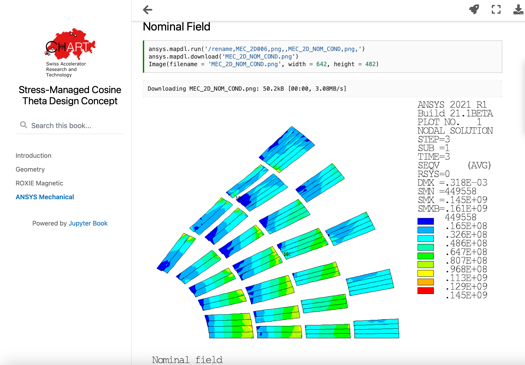 CHART
Swiss Accelerator
Research and
Technology
Stress-Managed Cosine
Theta Design Concept
Search this book...
Introduction
Geometry
ROXIE Magnetic
ANSYS Mechanical
Powered by Jupyter Book
Nominal Field
ansys.mapdl.run('/rename,MEC_2D006,png,,MEC_2D_NOM_COND,png,')
ansys.mapdl.download('MEC_2D_NOM_COND.png')
Image(filename = 'MEC_2D_NOM_COND.png', width = 642, height = 482)
Downloading MEC_2D_NOM_COND.png: 50.2kB [00:00, 3.08MB/s]
ANSYS 2021 R1
Build 21.1BETA
PLOT NO. 1
NODAL SOLUTION
STEP=3
SUB =1
TIME=3
SEQV (AVG)
RSYS=0
DMX =.318E-03
SMN =449558
SMX =.145E+09
SMXB=.161E+09
449558
.165E+08
.326E+08
.486E+08
.647E+08
.807E+08
.968E+08
.113E+09
.129E+09
.145E+09
Nominal field